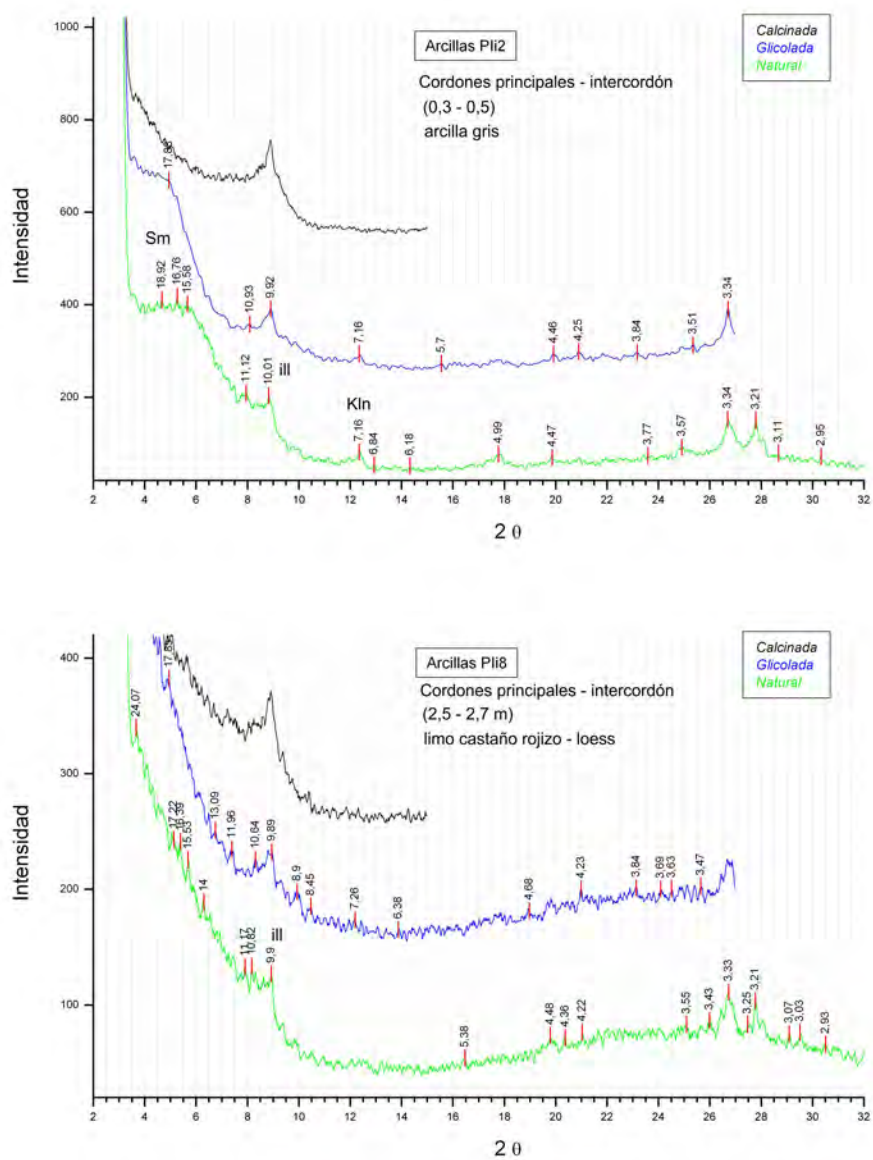 1000
800
600
400
200
Intensidad
Arcillas Pli2
Cordones principales - intercordón
(0,3 - 0,5)
arcilla gris
Calcinada
Glicolada
Natural
17,88
10,93
9,92
7,16
5,7
4,46
4,25
3,84
3,51
3,34
Sm
18,92
16,76
15,58
11,12
10,01
ill
Kln
7,16
6,84
6,18
4,99
4,47
3,77
3,57
3,34
3,21
3,11
2,95
2 4 6 8 10 12 14 16 18 20 22 24 26 28 30 32
2 θ
400
300
200
100
Intensidad
Arcillas Pli8
Cordones principales - intercordón
(2,5 - 2,7 m)
limo castaño rojizo - loess
Calcinada
Glicolada
Natural
13,09
11,96
10,64
9,89
8,9
8,45
7,26
6,38
4,68
4,23
3,84
3,69
3,63
3,47
24,07
17,22
16,39
15,53
14
11,17
10,82
9,9
ill
5,38
4,48
4,36
4,22
3,55
3,43
3,33
3,25
3,21
3,07
3,03
2,93
2 4 6 8 10 12 14 16 18 20 22 24 26 28 30 32
2 θ